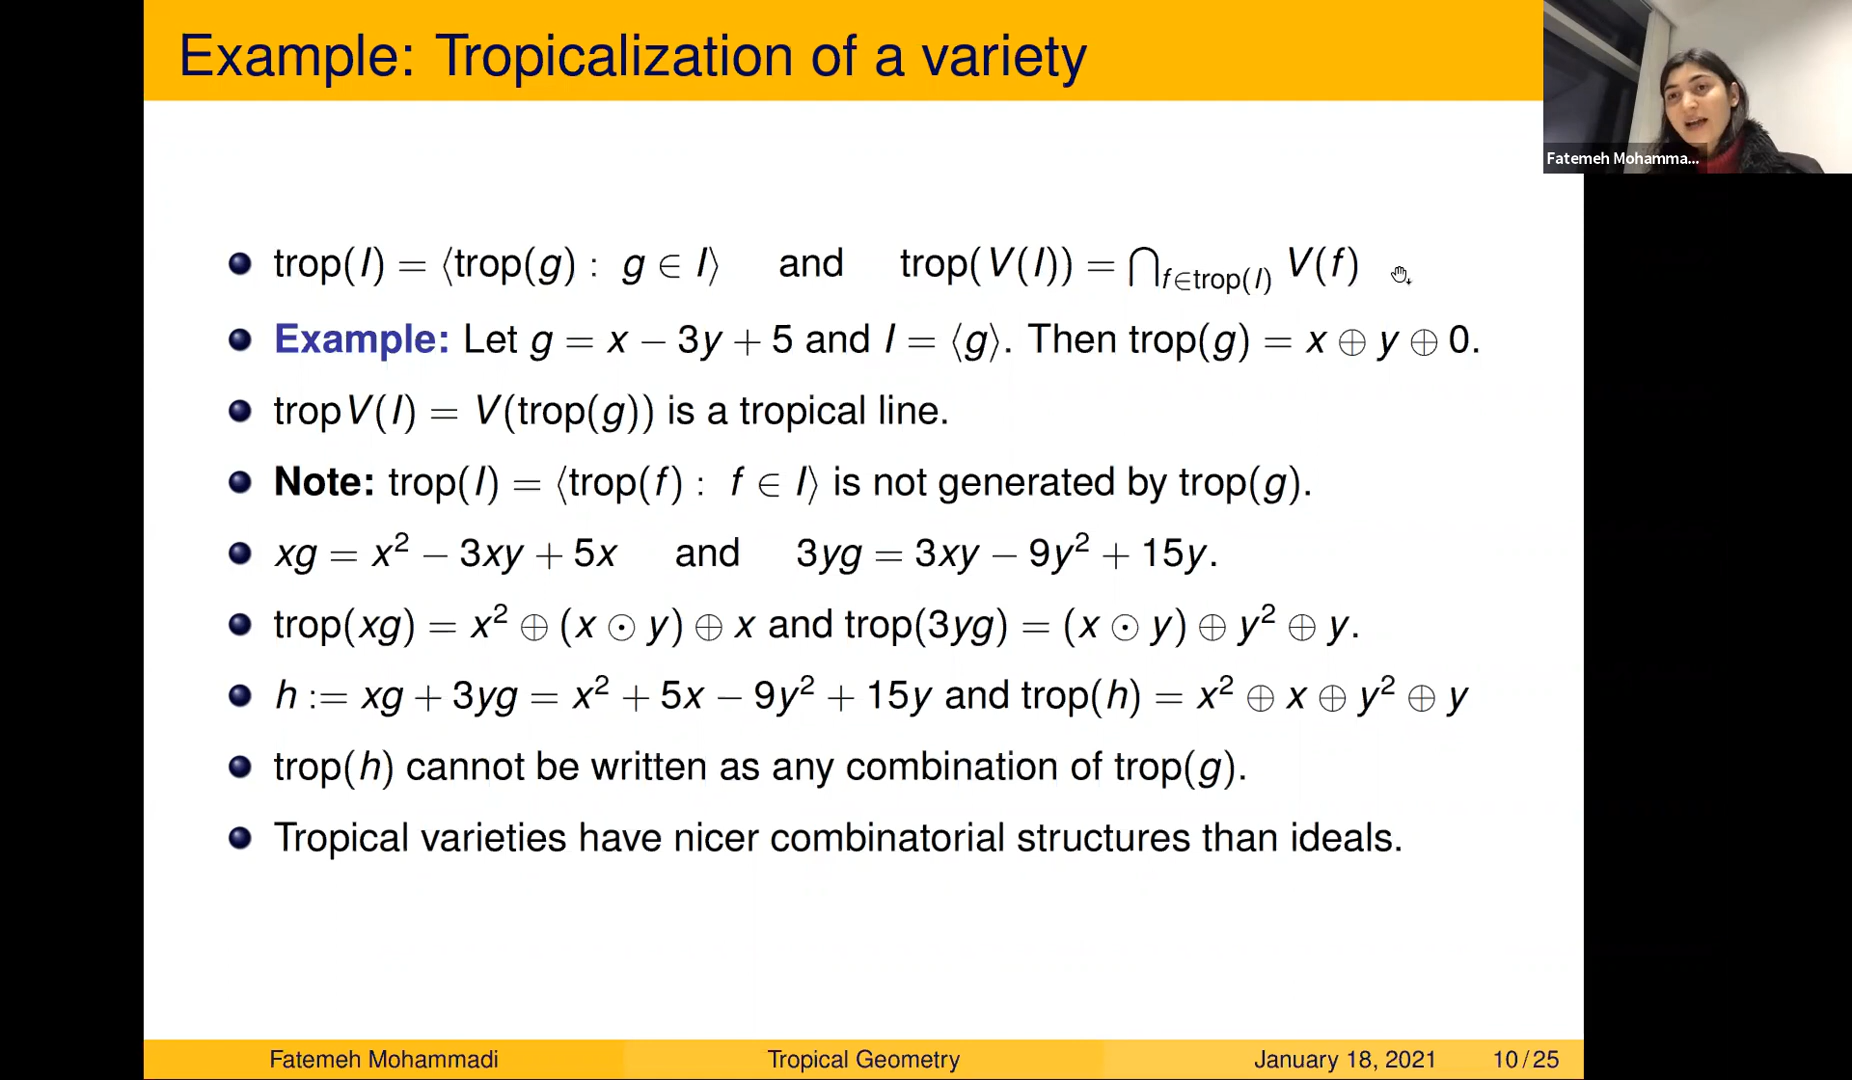 Example: Tropicalization of a variety
Fatemeh Mohamma...
trop(I) = ⟨trop(g) : g ∈ I⟩ and trop(V(I)) = ⋂_{f∈trop(I)} V(f)
Example: Let g = x − 3y + 5 and I = ⟨g⟩. Then trop(g) = x ⊕ y ⊕ 0.
trop V(I) = V(trop(g)) is a tropical line.
Note: trop(I) = ⟨trop(f) : f ∈ I⟩ is not generated by trop(g).
xg = x² − 3xy + 5x and 3yg = 3xy − 9y² + 15y.
trop(xg) = x² ⊕ (x ⊙ y) ⊕ x and trop(3yg) = (x ⊙ y) ⊕ y² ⊕ y.
h := xg + 3yg = x² + 5x − 9y² + 15y and trop(h) = x² ⊕ x ⊕ y² ⊕ y
trop(h) cannot be written as any combination of trop(g).
Tropical varieties have nicer combinatorial structures than ideals.
Fatemeh Mohammadi Tropical Geometry January 18, 2021 10/25